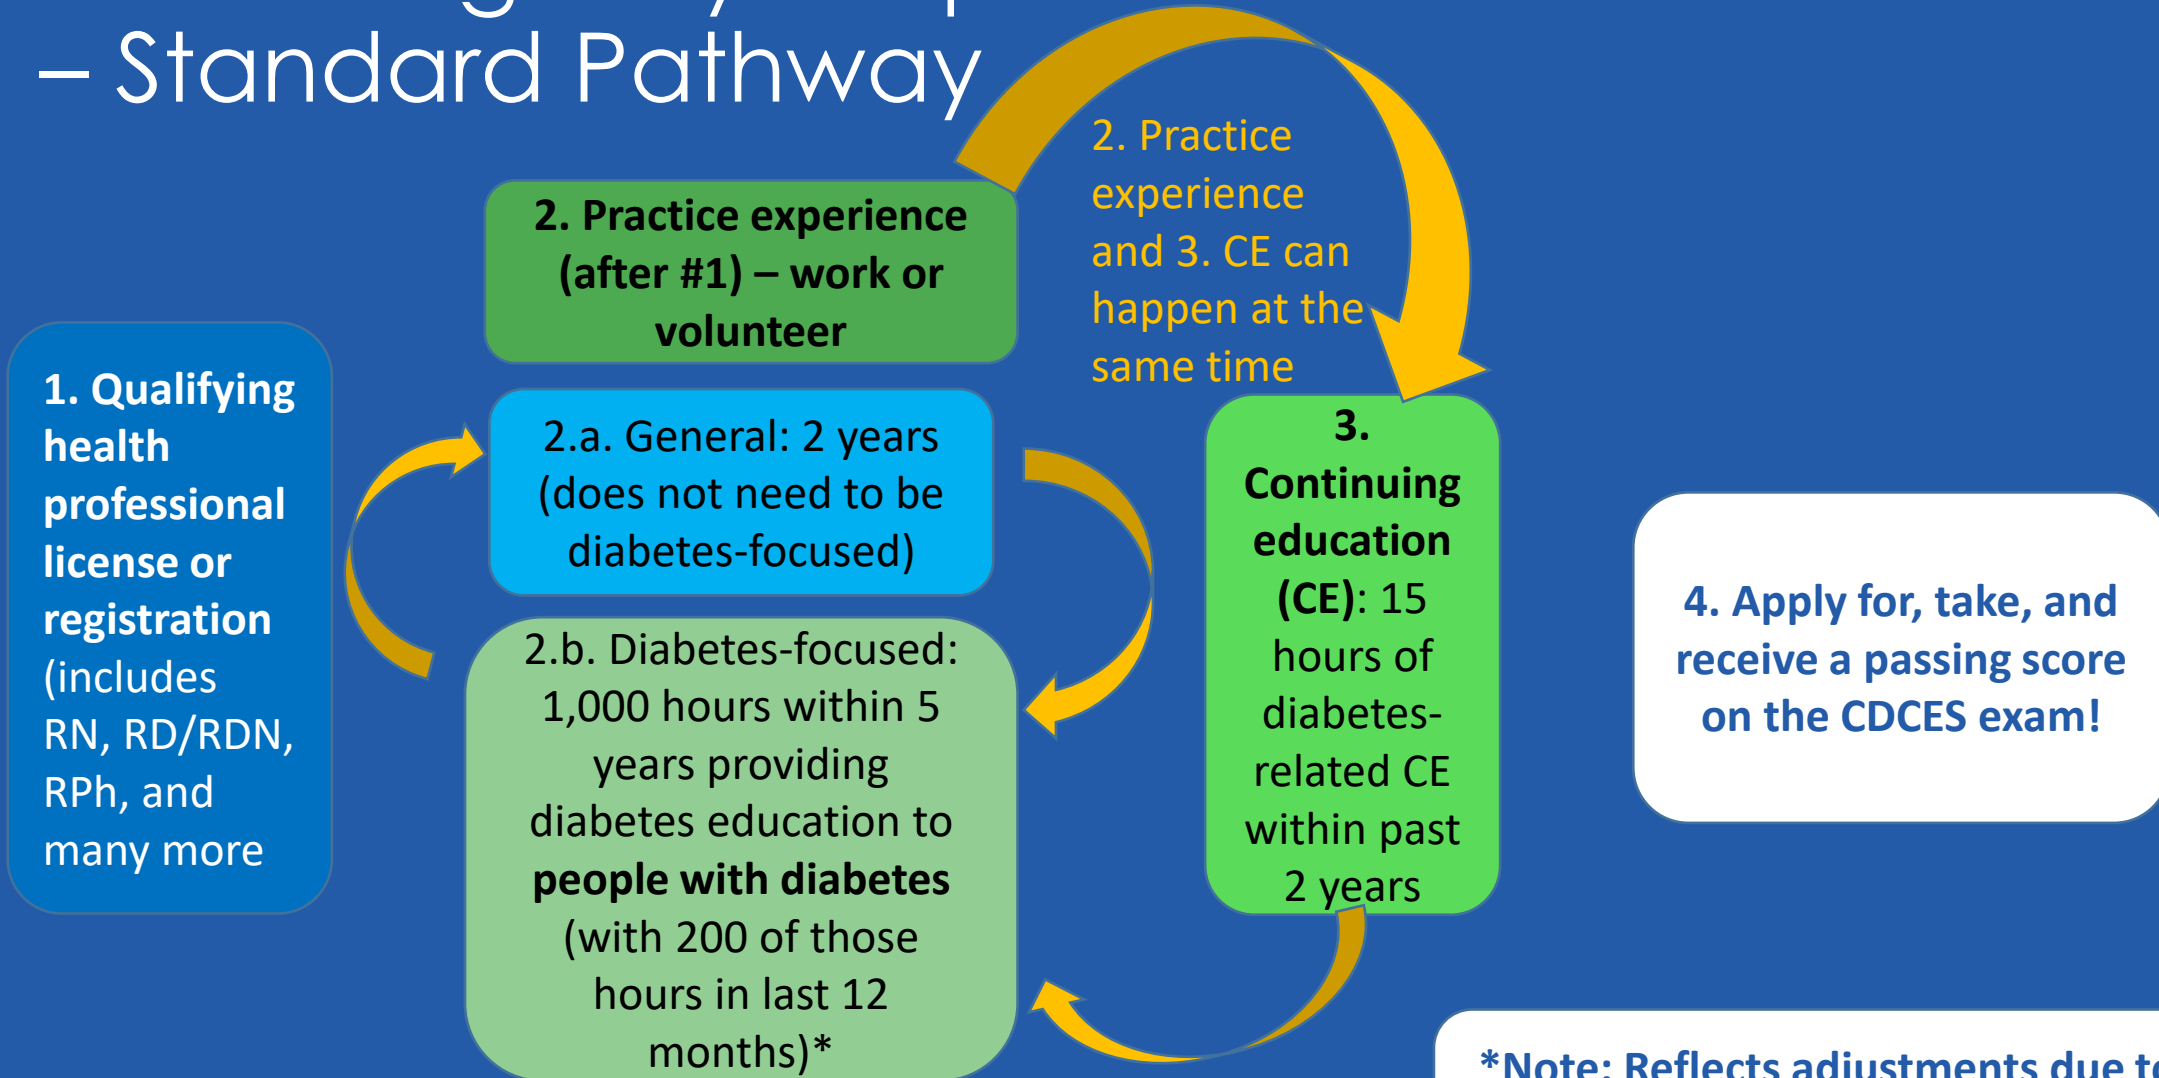 – Standard Pathway
2. Practice experience
(after #1) – work or
volunteer
2. Practice
experience
and 3. CE can
happen at the
same time
1. Qualifying
health
professional
license or
registration
(includes
RN, RD/RDN,
RPh, and
many more
2.a. General: 2 years
(does not need to be
diabetes-focused)
2.b. Diabetes-focused:
1,000 hours within 5
years providing
diabetes education to
people with diabetes
(with 200 of those
hours in last 12
months)*
3.
Continuing
education
(CE): 15
hours of
diabetes-
related CE
within past
2 years
4. Apply for, take, and
receive a passing score
on the CDCES exam!
*Note: Reflects adjustments due to